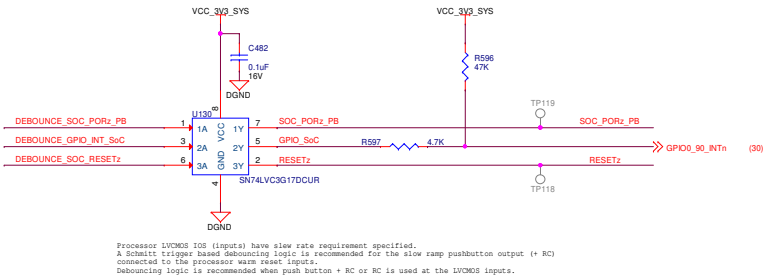 VCC_3V3_SYS
VCC_3V3_SYS
C482
0.1uF
16V
DGND
R596
47K
U130
8
TP119
DEBOUNCE_SOC_PORz_PB
1
1A
VCC
1Y
7
SOC_PORz_PB
SOC_PORz_PB
DEBOUNCE_GPIO_INT_SoC
3
2A
2Y
5
GPIO_SoC
R597
4.7K
GPIO0_90_INTn
(30)
DEBOUNCE_SOC_RESETz
6
3A
GND
3Y
2
RESETz
RESETz
4
SN74LVC3G17DCUR
TP118
DGND
Processor LVCMOS IOS (inputs) have slew rate requirement specified.
A Schmitt trigger based debouncing logic is recommended for the slow ramp pushbutton output (+ RC)
connected to the processor warm reset inputs.
Debouncing logic is recommended when push button + RC or RC is used at the LVCMOS inputs.